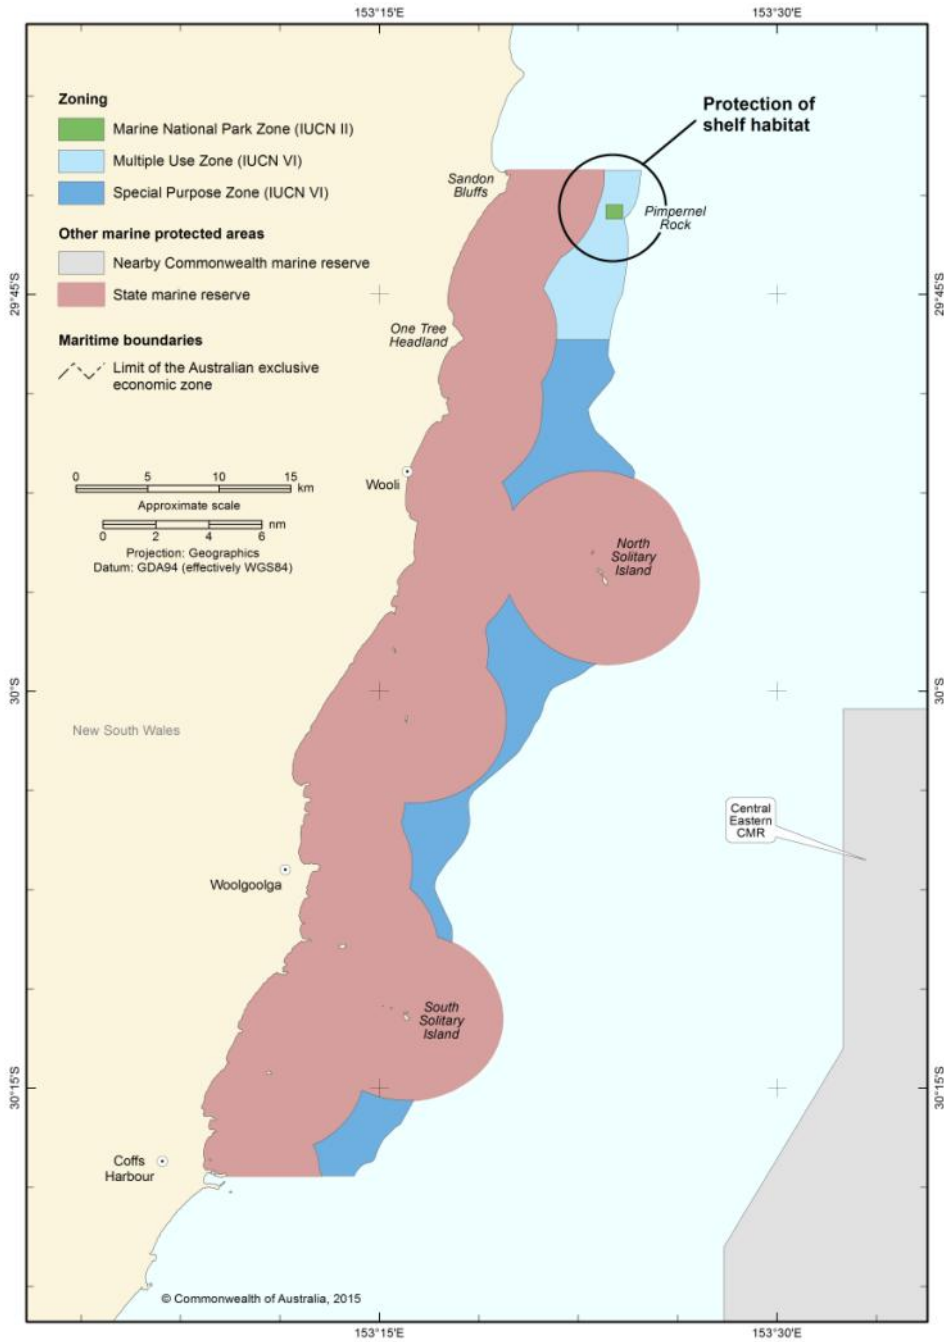 153°15'E
153°30'E
Zoning
Marine National Park Zone (IUCN II)
Multiple Use Zone (IUCN VI)
Special Purpose Zone (IUCN VI)
Other marine protected areas
Nearby Commonwealth marine reserve
State marine reserve
Maritime boundaries
Limit of the Australian exclusive
economic zone
Protection of
shelf habitat
Sandon
Bluffs
Pimpernel
Rock
29°45'S
29°45'S
One Tree
Headland
0 5 10 15 km
Approximate scale
0 2 4 6 nm
Projection: Geographics
Datum: GDA94 (effectively WGS84)
Wooli
North
Solitary
Island
30°S
30°S
New South Wales
Central
Eastern
CMR
Woolgoolga
South
Solitary
Island
30°15'S
30°15'S
Coffs
Harbour
© Commonwealth of Australia, 2015
153°15'E
153°30'E